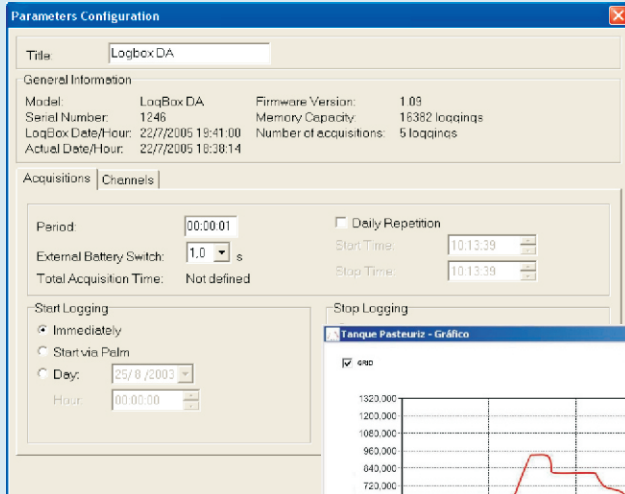 Parameters Configuration
Title: Logbox DA
General Information
Model: LogBox DA Firmware Version: 1.09
Serial Number: 1246 Memory Capacity: 16382 loggings
LogBox Date/Hour: 22/7/2005 19:41:00 Number of acquisitions: 5 loggings
Actual Date/Hour: 22/7/2005 18:38:14
Acquisitions Channels
Period: 00:00:01 Daily Repetition
External Battery Switch: 1,0 s Start Time: 10:13:39
Total Acquisition Time: Not defined Stop Time: 10:13:39
Start Logging Stop Logging
Immediately
Start via Palm
Day: 25/8/2003
Hour: 00:00:00
Tanque Pasteuriz - Gráfico
GRID
1320,000
1200,000
1080,000
960,000
840,000
720,000